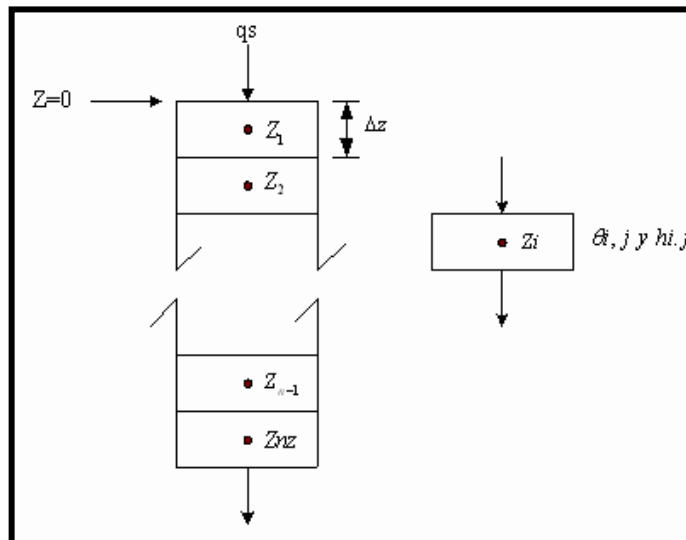 qs
Z=0
Δz
Z₁
Z₂
Zi
θi, j y hi.j
Zₙ₋₁
Znz